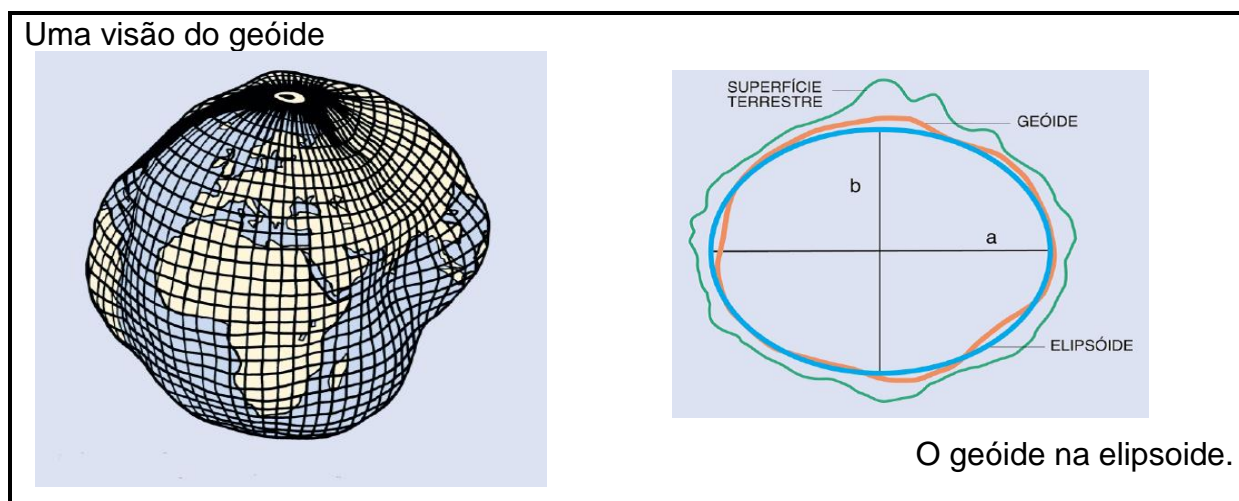 Uma visão do geóide
SUPERFÍCIE
TERRESTRE
GEÓIDE
b
a
ELIPSÓIDE
O geóide na elipsoide.